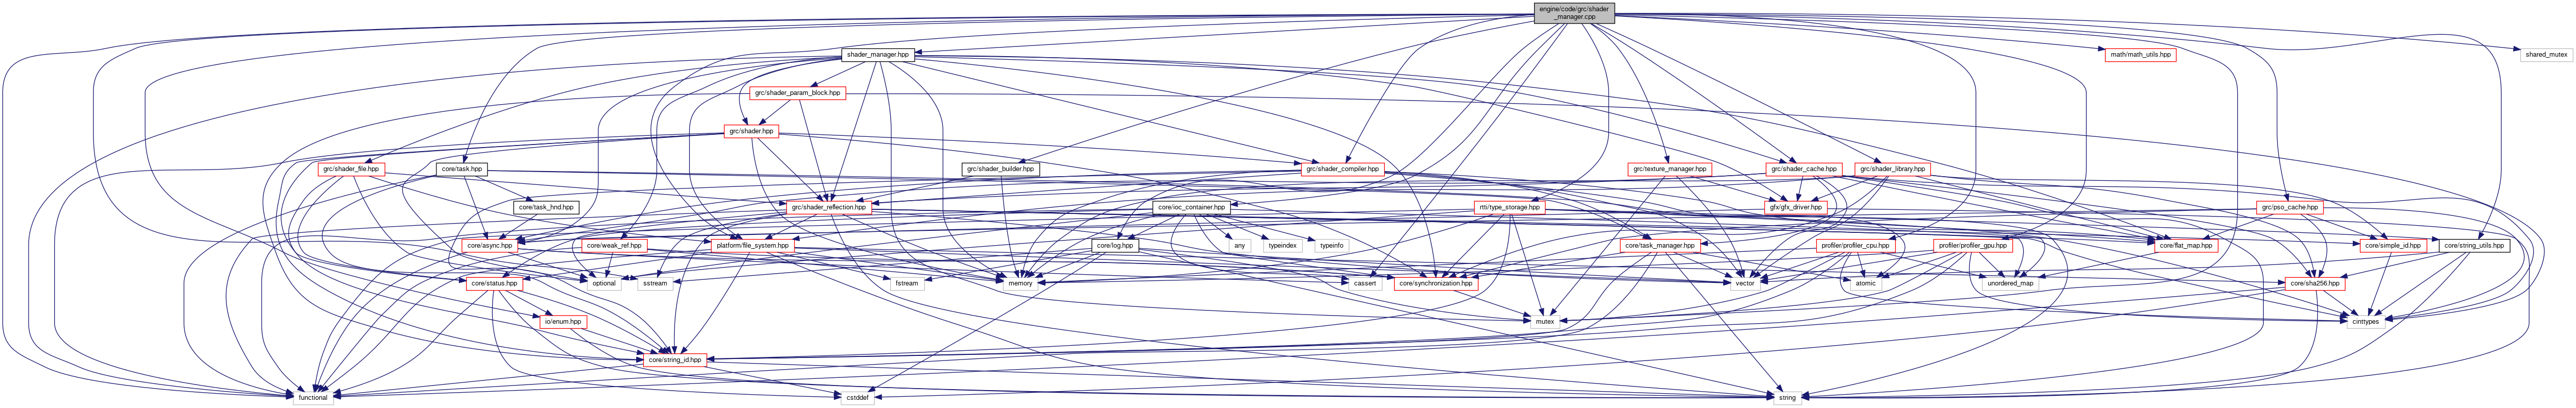 engine/code/grc/shader
_manager.cpp
shader_manager.hpp
math/math_utils.hpp
shared_mutex
grc/shader_param_block.hpp
grc/shader.hpp
grc/shader_file.hpp
core/task.hpp
grc/shader_builder.hpp
grc/shader_compiler.hpp
grc/texture_manager.hpp
grc/shader_cache.hpp
grc/shader_library.hpp
core/task_hnd.hpp
grc/shader_reflection.hpp
core/ioc_container.hpp
rtti/type_storage.hpp
gfx/gfx_driver.hpp
grc/pso_cache.hpp
core/async.hpp
core/weak_ref.hpp
platform/file_system.hpp
core/log.hpp
any
typeindex
typeinfo
core/task_manager.hpp
profiler/profiler_cpu.hpp
profiler/profiler_gpu.hpp
core/flat_map.hpp
core/simple_id.hpp
core/string_utils.hpp
core/status.hpp
optional
sstream
fstream
memory
cassert
core/synchronization.hpp
vector
atomic
unordered_map
core/sha256.hpp
io/enum.hpp
mutex
cinttypes
core/string_id.hpp
functional
cstddef
string